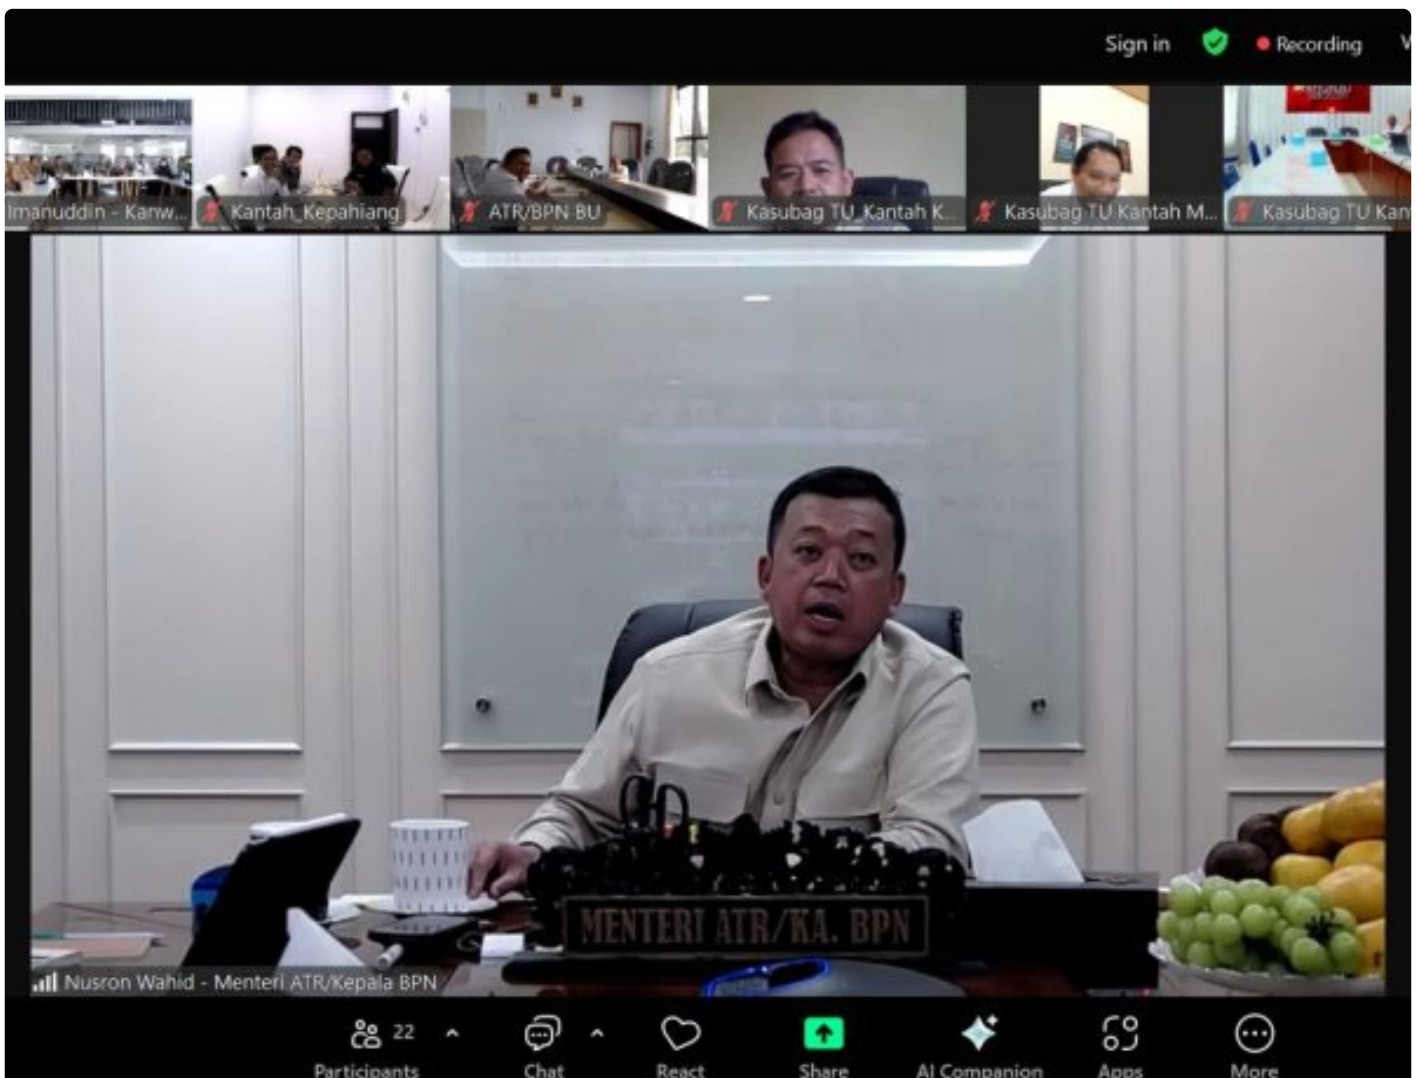 Sign in
Recording
Imanuddin - Kanw...
Kantah_Kepahiang
ATR/BPN BU
Kasubag TU_Kantah K...
Kasubag TU Kantah M...
Kasubag TU Kan
MENTERI ATR/KA. BPN
Nusron Wahid - Menteri ATR/Kepala BPN
22
Participants
Chat
React
Share
AI Companion
Apps
More